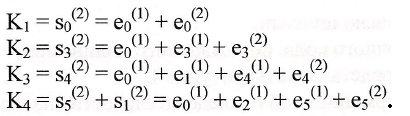 K₁ = s₀⁽²⁾ = e₀⁽¹⁾ + e₀⁽²⁾
K₂ = s₃⁽²⁾ = e₀⁽¹⁾ + e₃⁽¹⁾ + e₃⁽²⁾
K₃ = s₄⁽²⁾ = e₀⁽¹⁾ + e₁⁽¹⁾ + e₄⁽¹⁾ + e₄⁽²⁾
K₄ = s₅⁽²⁾ + s₁⁽²⁾ = e₀⁽¹⁾ + e₂⁽¹⁾ + e₅⁽¹⁾ + e₅⁽²⁾.